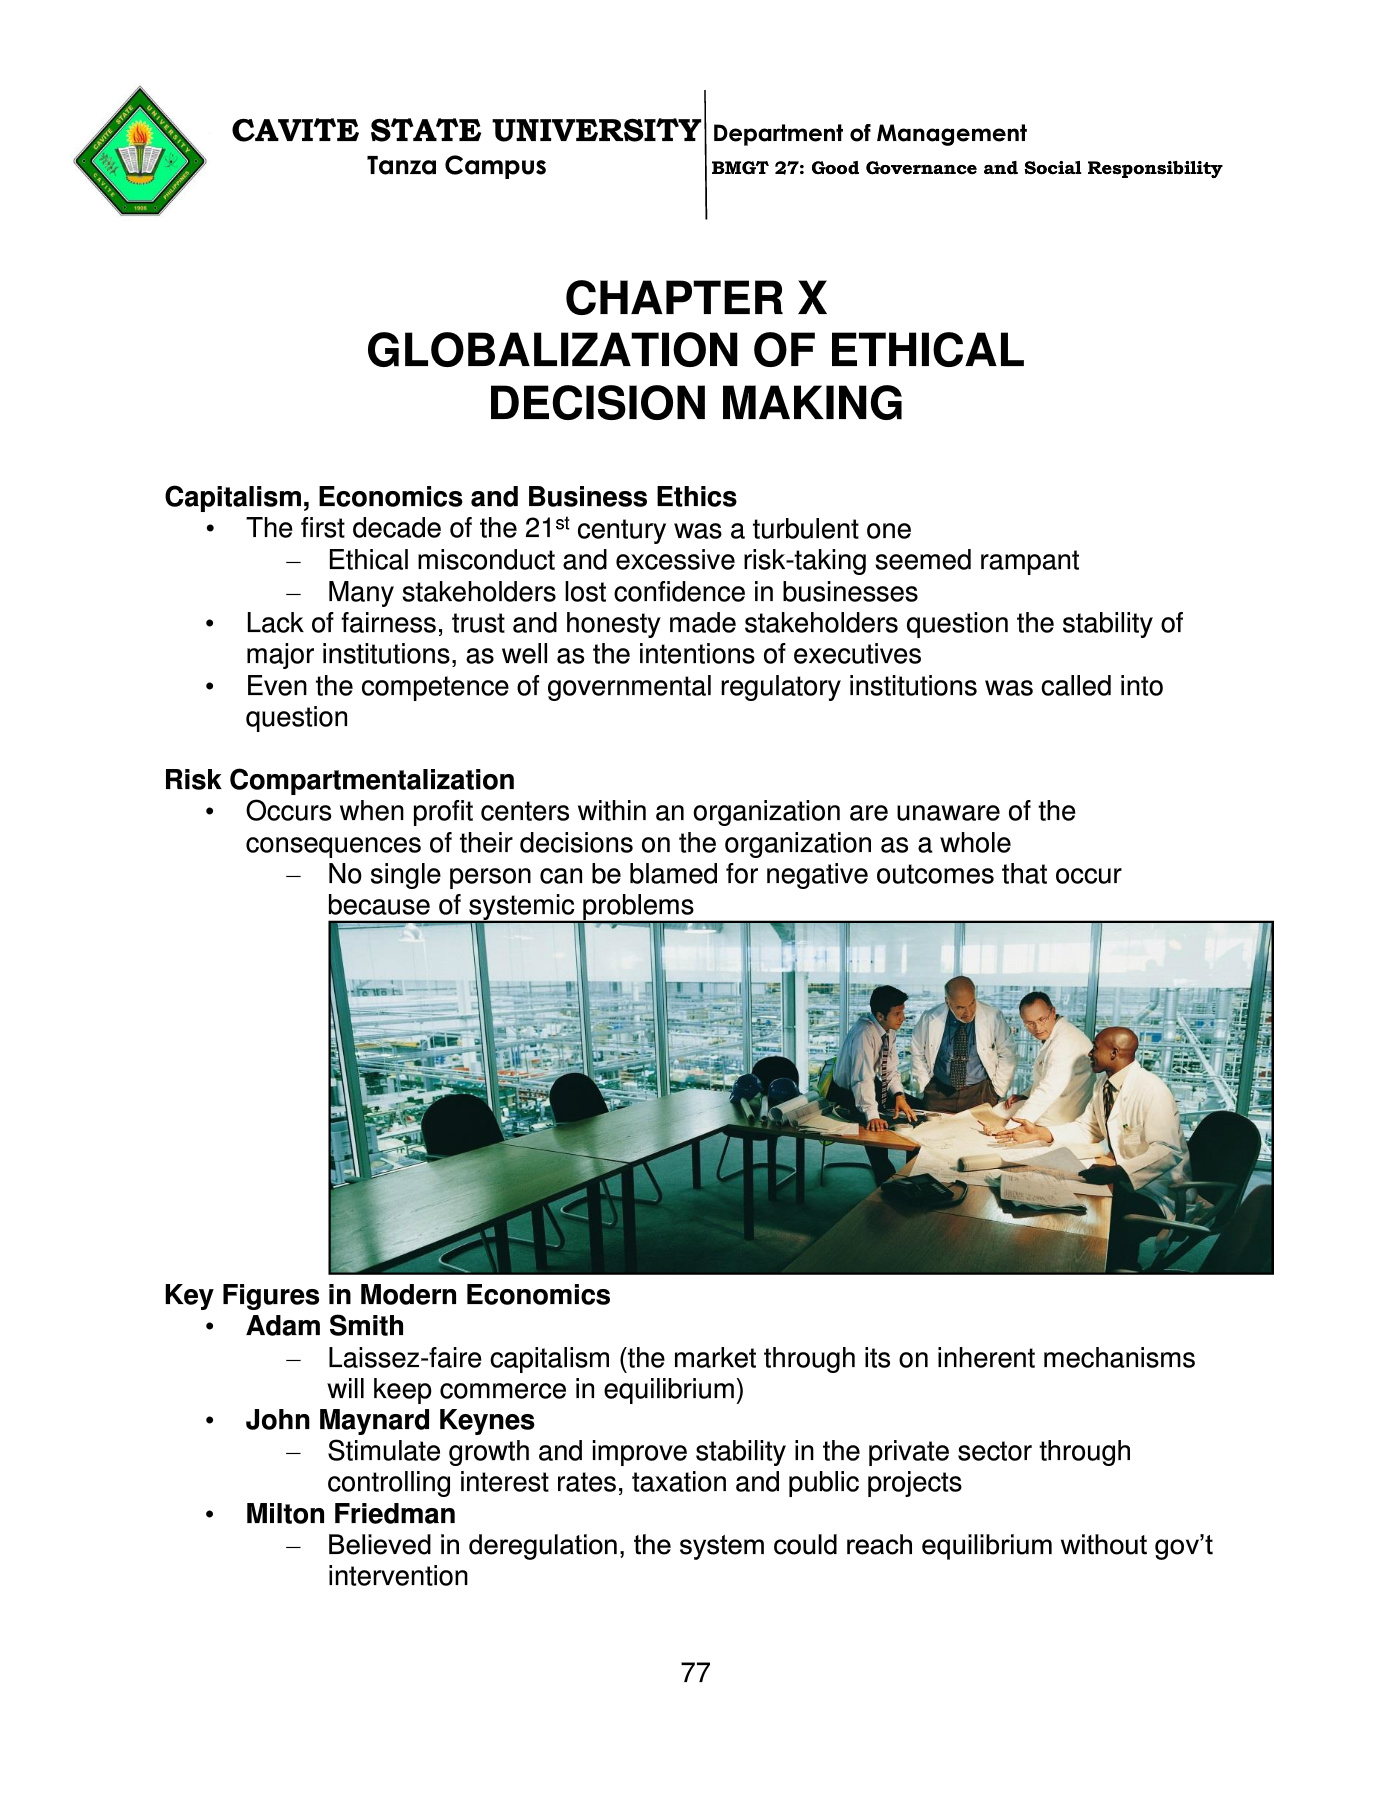 CAVITE STATE UNIVERSITY
Tanza Campus
Department of Management
BMGT 27: Good Governance and Social Responsibility
CAVITE STATE UNIVERSITY
CAVITE
PHILIPPINES
1906
CHAPTER X
GLOBALIZATION OF ETHICAL
DECISION MAKING
Capitalism, Economics and Business Ethics
• The first decade of the 21st century was a turbulent one
– Ethical misconduct and excessive risk-taking seemed rampant
– Many stakeholders lost confidence in businesses
• Lack of fairness, trust and honesty made stakeholders question the stability of
major institutions, as well as the intentions of executives
• Even the competence of governmental regulatory institutions was called into
question
Risk Compartmentalization
• Occurs when profit centers within an organization are unaware of the
consequences of their decisions on the organization as a whole
– No single person can be blamed for negative outcomes that occur
because of systemic problems
Key Figures in Modern Economics
• Adam Smith
– Laissez-faire capitalism (the market through its on inherent mechanisms
will keep commerce in equilibrium)
• John Maynard Keynes
– Stimulate growth and improve stability in the private sector through
controlling interest rates, taxation and public projects
• Milton Friedman
– Believed in deregulation, the system could reach equilibrium without gov’t
intervention
77